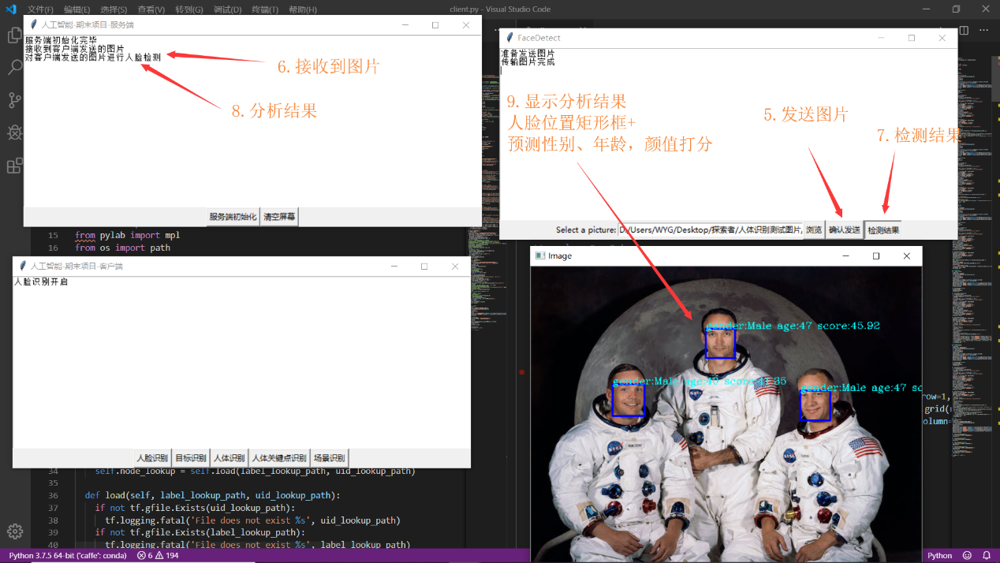 文件(F) 编辑(E) 选择(S) 查看(V) 转到(G) 调试(D) 终端(T) 帮助(H)
client.py - Visual Studio Code
人工智能-期末项目-服务端
服务端初始化完毕
接收到客户端发送的图片
对客户端发送的图片进行人脸检测
6.接收到图片
8.分析结果
服务端初始化 清空屏幕
FaceDetect
准备发送图片
传输图片完成
9.显示分析结果
人脸位置矩形框+
预测性别、年龄，颜值打分
5.发送图片
7.检测结果
Select a picture: D:/Users/WYG/Desktop/探索者/人体识别测试图片, 浏览 确认发送 检测结果
15 from pylab import mpl
16 from os import path
人工智能-期末项目-客户端
人脸识别开启
人脸识别 目标识别 人体识别 人体关键点识别 场景识别
Image
gender:Male age:47 score:45.92
gender:Male age:47 sc
row=1,
grid(
olumn=
34 self.node_lookup = self.load(label_lookup_path, uid_lookup_path)
35
36 def load(self, label_lookup_path, uid_lookup_path):
37 if not tf.gfile.Exists(uid_lookup_path):
38 tf.logging.fatal('File does not exist %s', uid_lookup_path)
39 if not tf.gfile.Exists(label_lookup_path):
40 tf.logging.fatal('File does not exist %s', label_lookup_path)
NASA
Python 3.7.5 64-bit ('caffe': conda) 6 194
Python